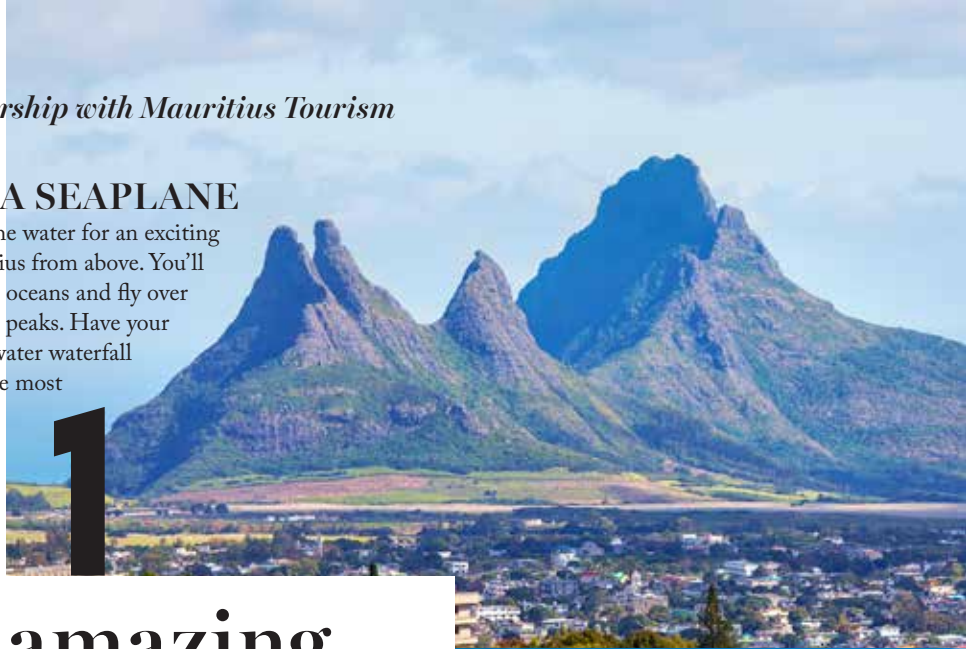 rship with Mauritius Tourism
A SEAPLANE
he water for an exciting
ius from above. You'll
oceans and fly over
peaks. Have your
water waterfall
e most
1
amazing